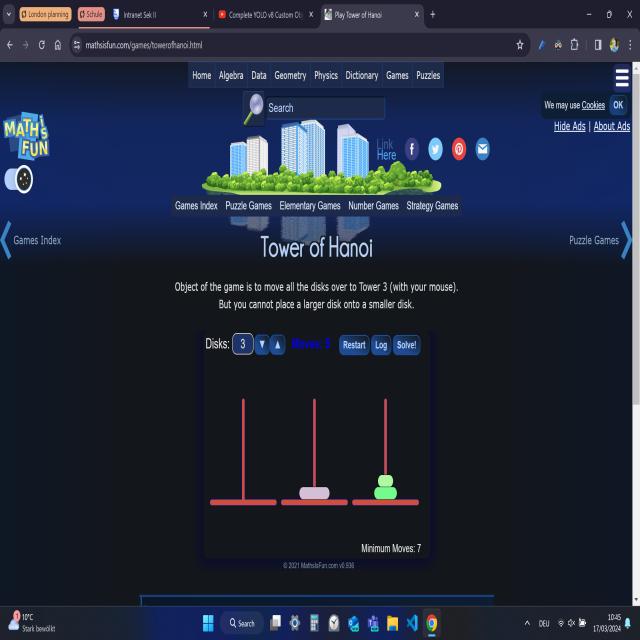 London planning
Schule
Intranet Sek II
Complete YOLO v8 Custom Ob
Play Tower of Hanoi
mathsisfun.com/games/towerofhanoi.html
Home Algebra Data Geometry Physics Dictionary Games Puzzles
Search
We may use Cookies OK
Hide Ads | About Ads
MATHS
FUN
Link
Here
Games Index Puzzle Games Elementary Games Number Games Strategy Games
Games Index
Puzzle Games
Tower of Hanoi
Object of the game is to move all the disks over to Tower 3 (with your mouse).
But you cannot place a larger disk onto a smaller disk.
Disks: 3 ▼ ▲ Moves: Restart Log Solve!
Minimum Moves: 7
© 2021 MathsIsFun.com v0.936
10°C
Stark bewölkt
Search
DEU
10:45
17/03/2024